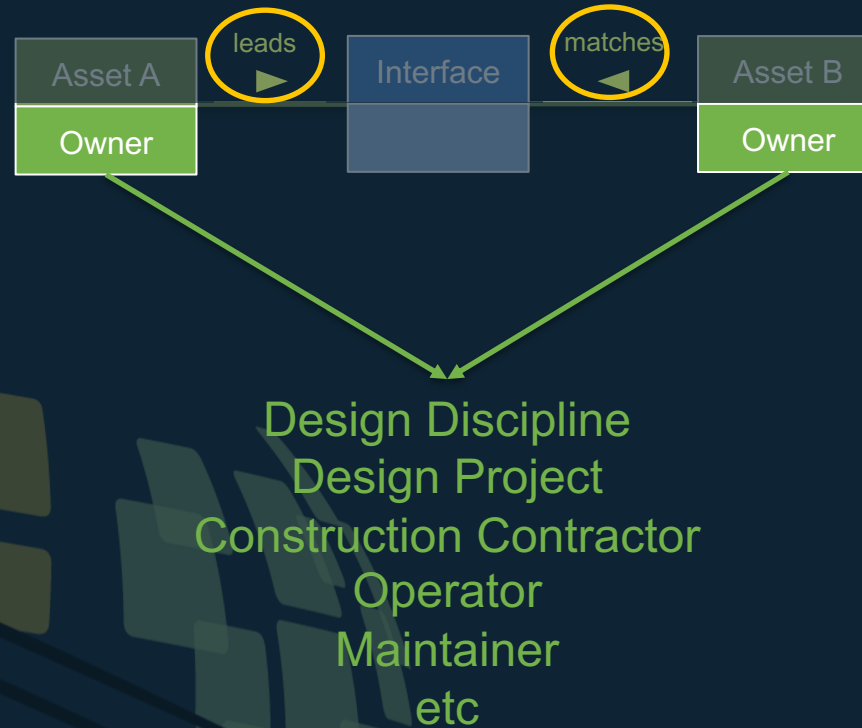 leads
matches
Asset A
Interface
Asset B
Owner
Owner
Design Discipline
Design Project
Construction Contractor
Operator
Maintainer
etc